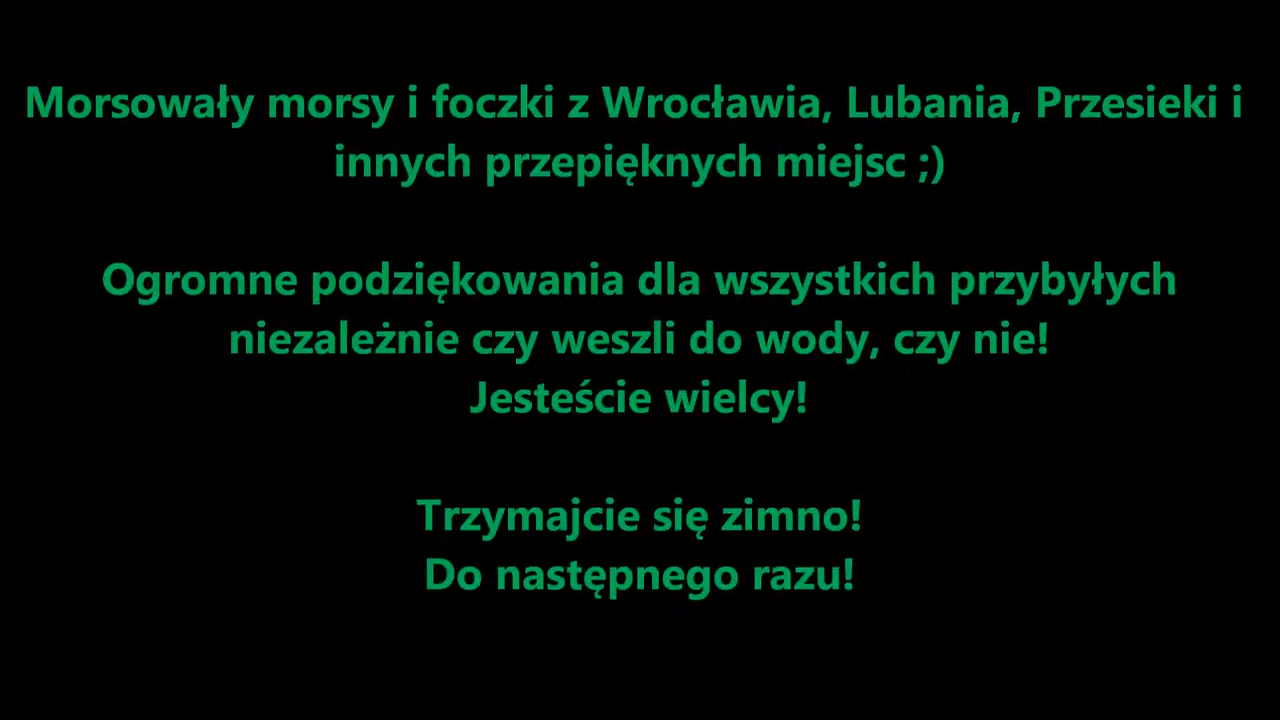 Morsowały morsy i foczki z Wrocławia, Lubania, Przesieki i
innych przepięknych miejsc ;)
Ogromne podziękowania dla wszystkich przybyłych
niezależnie czy weszli do wody, czy nie!
Jesteście wielcy!
Trzymajcie się zimno!
Do następnego razu!